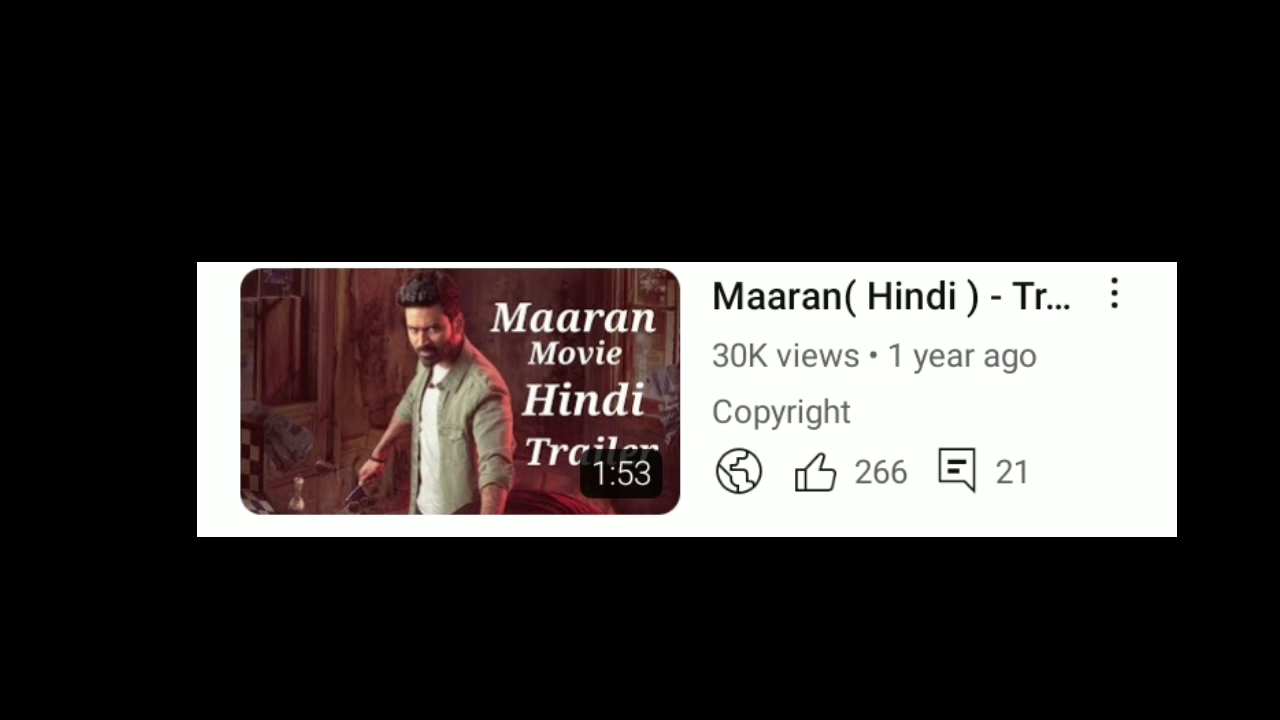 Maaran
Movie
Hindi
Trailer
1:53
Maaran( Hindi ) - Tr...
30K views • 1 year ago
Copyright
266
21